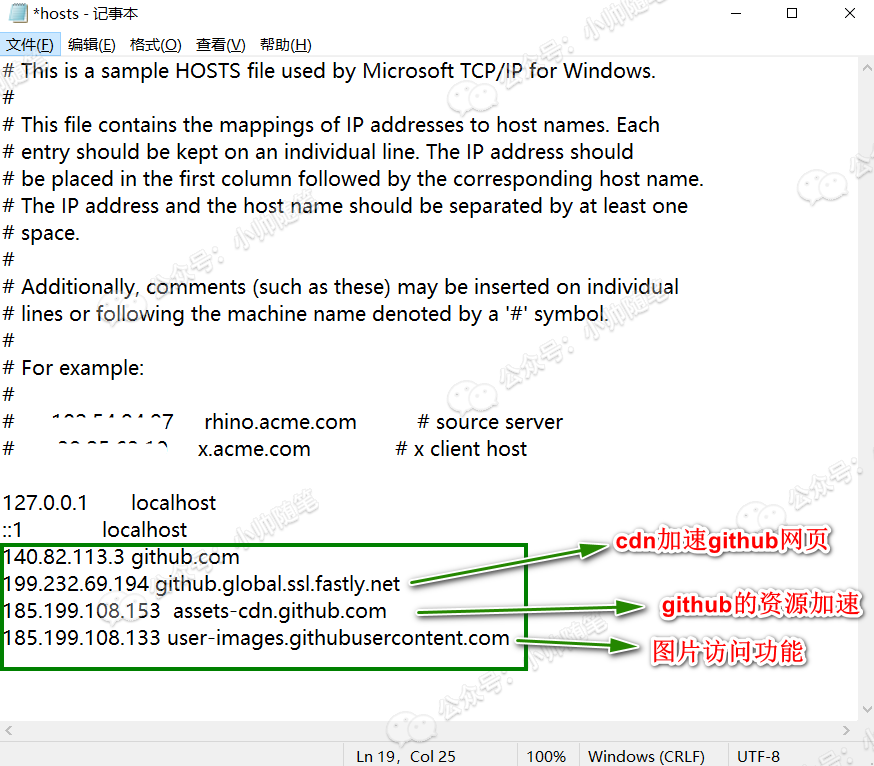 *hosts - 记事本
文件(F) 编辑(E) 格式(O) 查看(V) 帮助(H)
# This is a sample HOSTS file used by Microsoft TCP/IP for Windows.
#
# This file contains the mappings of IP addresses to host names. Each
# entry should be kept on an individual line. The IP address should
# be placed in the first column followed by the corresponding host name.
# The IP address and the host name should be separated by at least one
# space.
#
# Additionally, comments (such as these) may be inserted on individual
# lines or following the machine name denoted by a '#' symbol.
#
# For example:
#
# rhino.acme.com # source server
# x.acme.com # x client host
127.0.0.1 localhost
::1 localhost
140.82.113.3 github.com
199.232.69.194 github.global.ssl.fastly.net
cdn加速github网页
185.199.108.153 assets-cdn.github.com
github的资源加速
185.199.108.133 user-images.githubusercontent.com
图片访问功能
Ln 19, Col 25 100% Windows (CRLF) UTF-8
公众号：小帅随笔